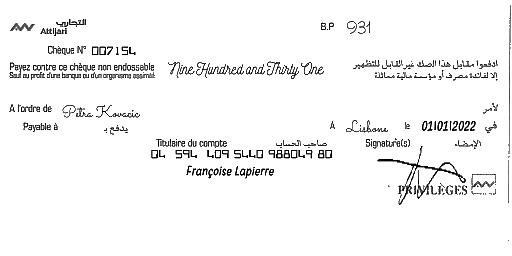 التجاري
Attijari
B.P 931
Chèque N° 007154
Payez contre ce chèque non endossable
Sauf au profit d'une banque ou d'un organisme assimilé
Nine Hundred and Thirty One
ادفعوا مقابل هذا الصك غير القابل للتظهير
إلا لفائدة مصرف أو مؤسسة مالية مماثلة
A l'ordre de Petra Kovacic لأمر
Payable à يدفع بـ
A Lisbone le 01/01/2022 في
Titulaire du compte صاحب الحساب Signature(s) الإمضاء
04 594 409 5440 988049 80
Françoise Lapierre
PRIVILÈGES